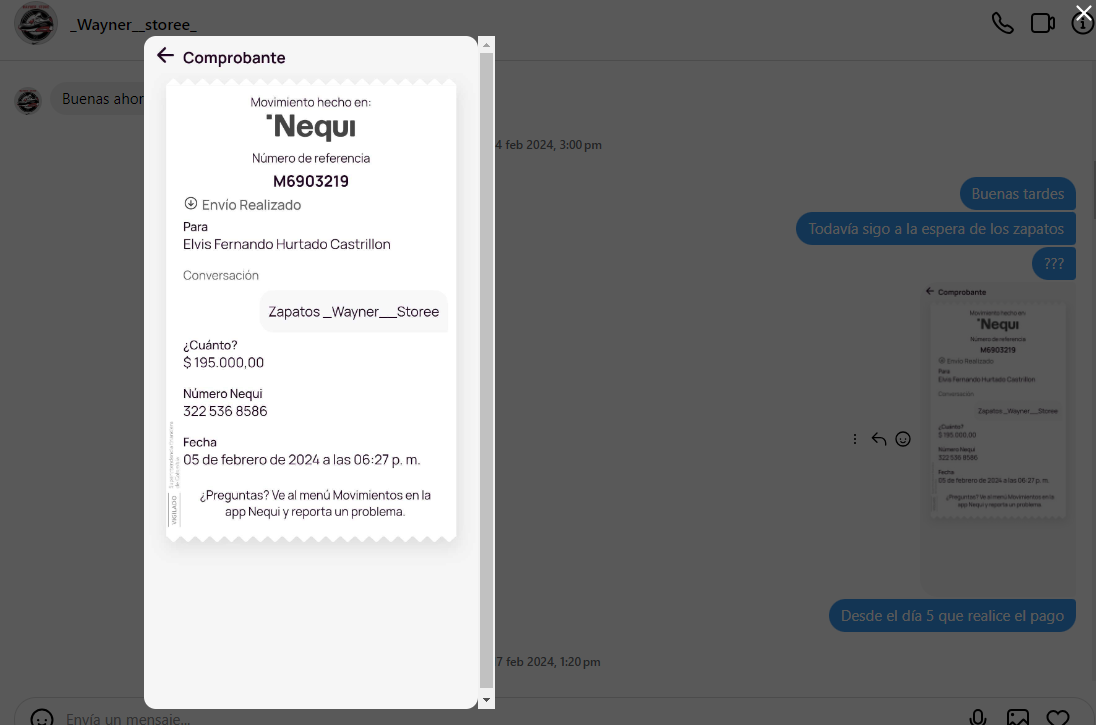 _Wayner__storee_
Comprobante
Movimiento hecho en:
Nequi
Número de referencia
M6903219
Envío Realizado
Para
Elvis Fernando Hurtado Castrillon
Conversación
Zapatos _Wayner__Storee
¿Cuánto?
$ 195.000,00
Número Nequi
322 536 8586
Fecha
05 de febrero de 2024 a las 06:27 p. m.
¿Preguntas? Ve al menú Movimientos en la
app Nequi y reporta un problema.
VIGILADO
Buenas ahor
4 feb 2024, 3:00 pm
Buenas tardes
Todavía sigo a la espera de los zapatos
???
Comprobante
Movimiento hecho en:
Nequi
Número de referencia
M6903219
Envío Realizado
Para
Elvis Fernando Hurtado Castrillon
Conversación
Zapatos _Wayner__Storee
¿Cuánto?
$ 195.000,00
Número Nequi
322 536 8586
Fecha
05 de febrero de 2024 a las 06:27 p. m.
¿Preguntas? Ve al menú Movimientos en la
app Nequi y reporta un problema.
Desde el día 5 que realice el pago
7 feb 2024, 1:20 pm
Envía un mensaje...